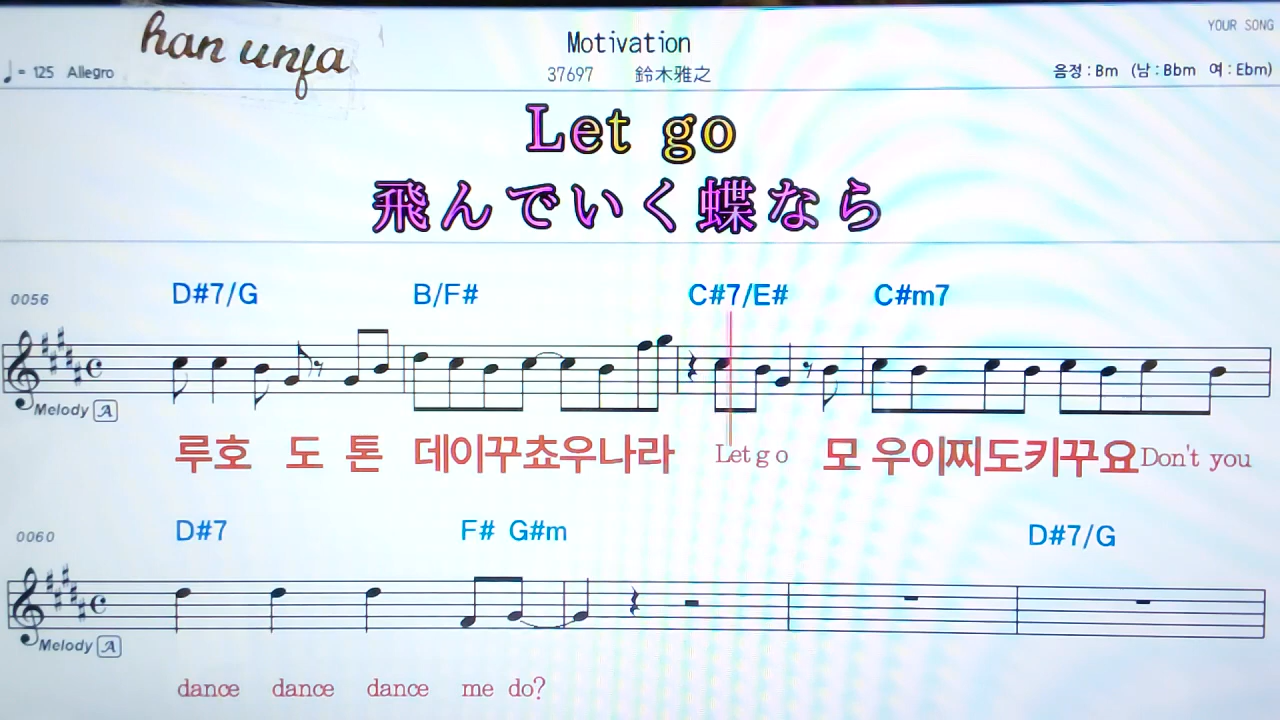 han unja
Motivation
YOUR SONG
♩= 125 Allegro
37697 鈴木雅之
음정 : Bm (남 : Bbm 여 : Ebm)
Let go
飛んでいく蝶なら
0056 D#7/G B/F# C#7/E# C#m7
Melody A
루호 도 톤 데이꾸쵸우나라 Let go 모 우이찌도키꾸요 Don't you
0060 D#7 F# G#m D#7/G
Melody A
dance dance dance me do?